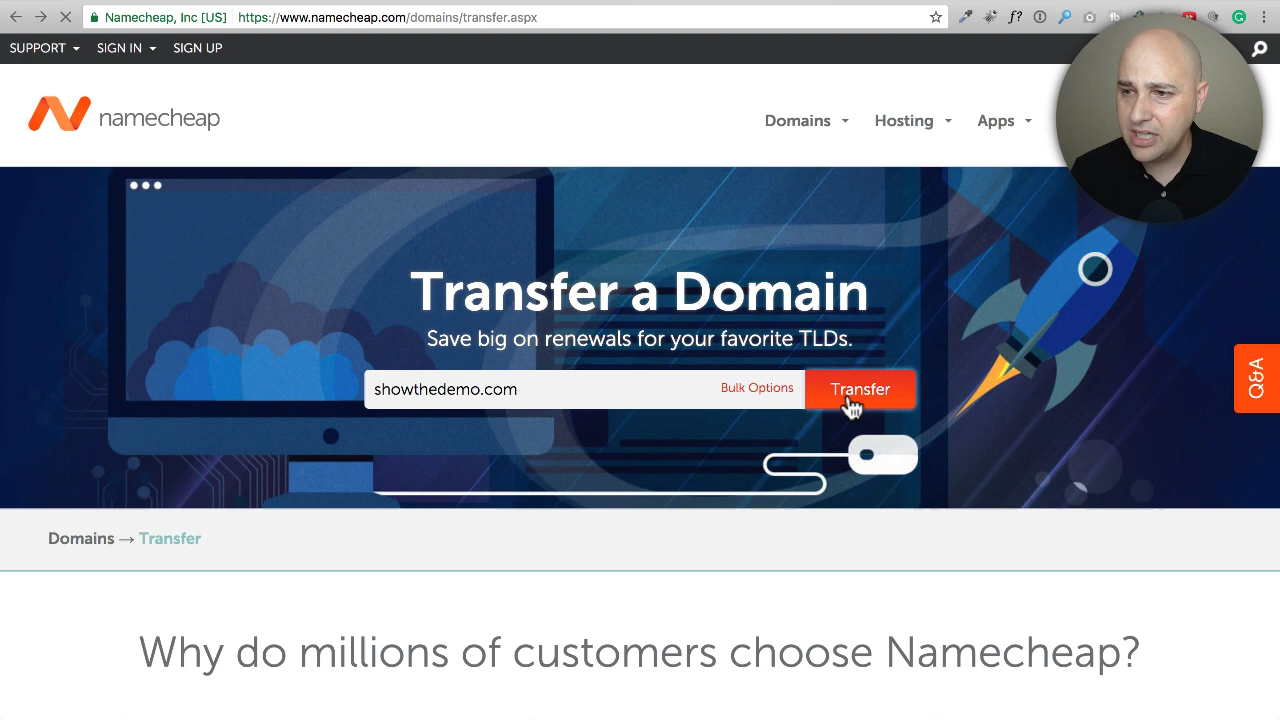 Namecheap, Inc [US] https://www.namecheap.com/domains/transfer.aspx
SUPPORT SIGN IN SIGN UP
namecheap
Domains Hosting Apps
Transfer a Domain
Save big on renewals for your favorite TLDs.
showthedemo.com Bulk Options Transfer
Q&A
Domains → Transfer
Why do millions of customers choose Namecheap?